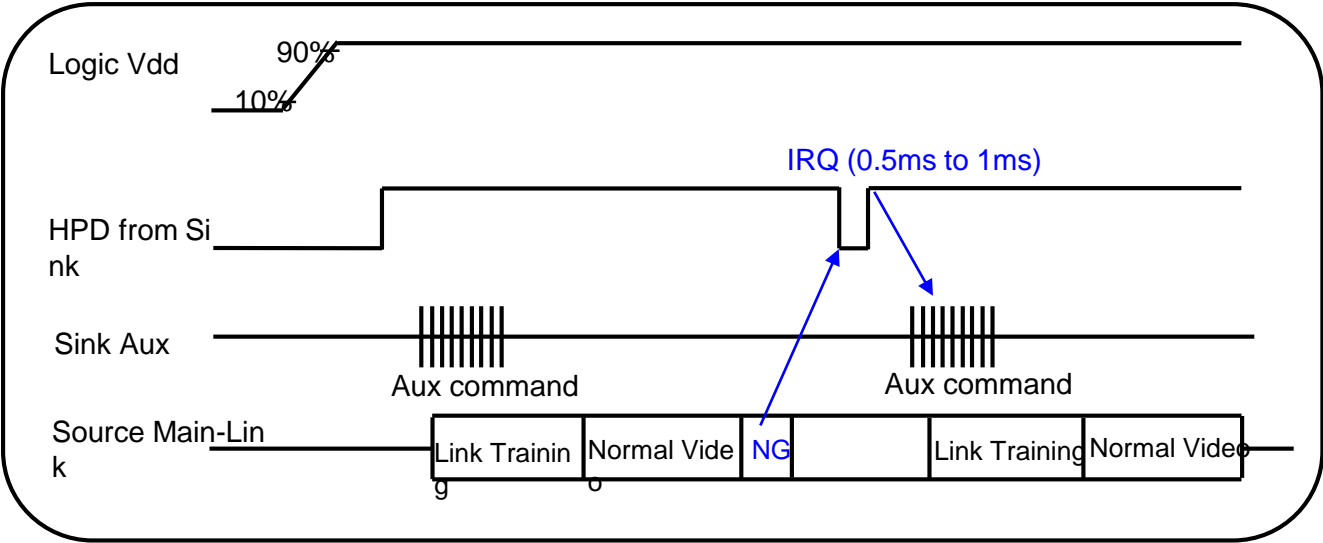 90%
Logic Vdd
10%
IRQ (0.5ms to 1ms)
HPD from Si
nk
Sink Aux
Aux command
Aux command
Source Main-Lin
k
Link Trainin
g
Normal Vide
o
NG
Link Training
Normal Video